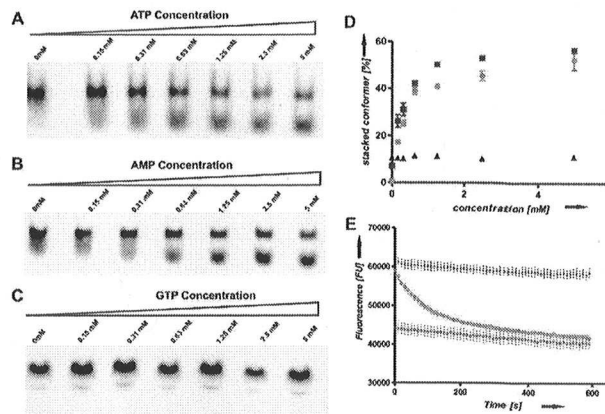 A
ATP Concentration
0mM 0.15 mM 0.31 mM 0.63 mM 1.25 mM 2.5 mM 5 mM
B
AMP Concentration
0mM 0.15 mM 0.31 mM 0.63 mM 1.25 mM 2.5 mM 5 mM
C
GTP Concentration
0mM 0.15 mM 0.31 mM 0.63 mM 1.25 mM 2.5 mM 5 mM
D
stacked conformer [%]
60
40
20
0
0 2 4
concentration [mM]
E
Fluorescence [FU]
70000
60000
50000
40000
30000
0 200 400 600
Time [s]